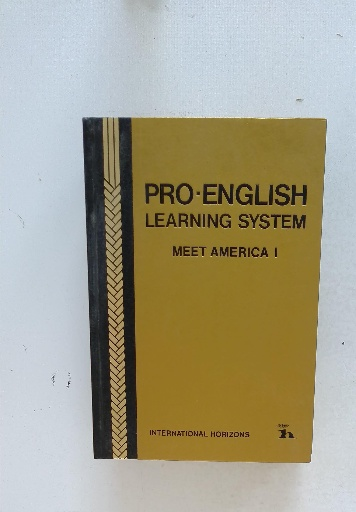 PRO·ENGLISH
LEARNING SYSTEM
MEET AMERICA I
INTERNATIONAL HORIZONS
h